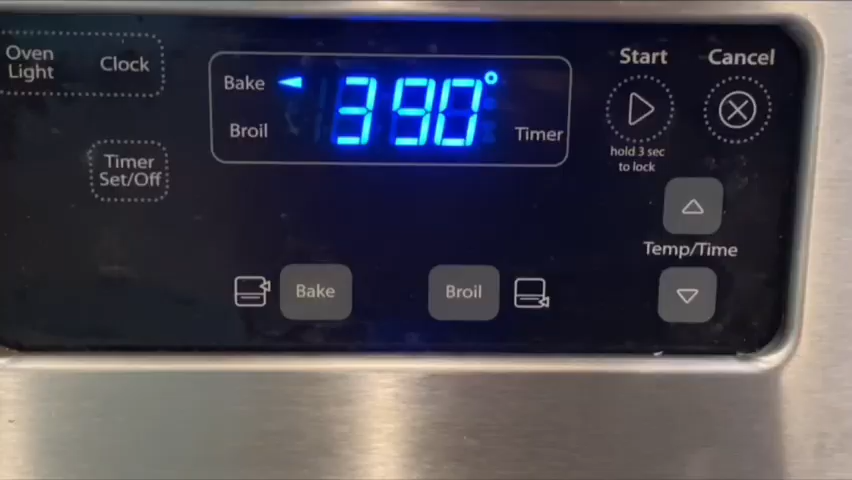 Oven
Light
Clock
Bake
390°
Broil
Timer
Start
Cancel
hold 3 sec
to lock
Timer
Set/Off
Temp/Time
Bake
Broil